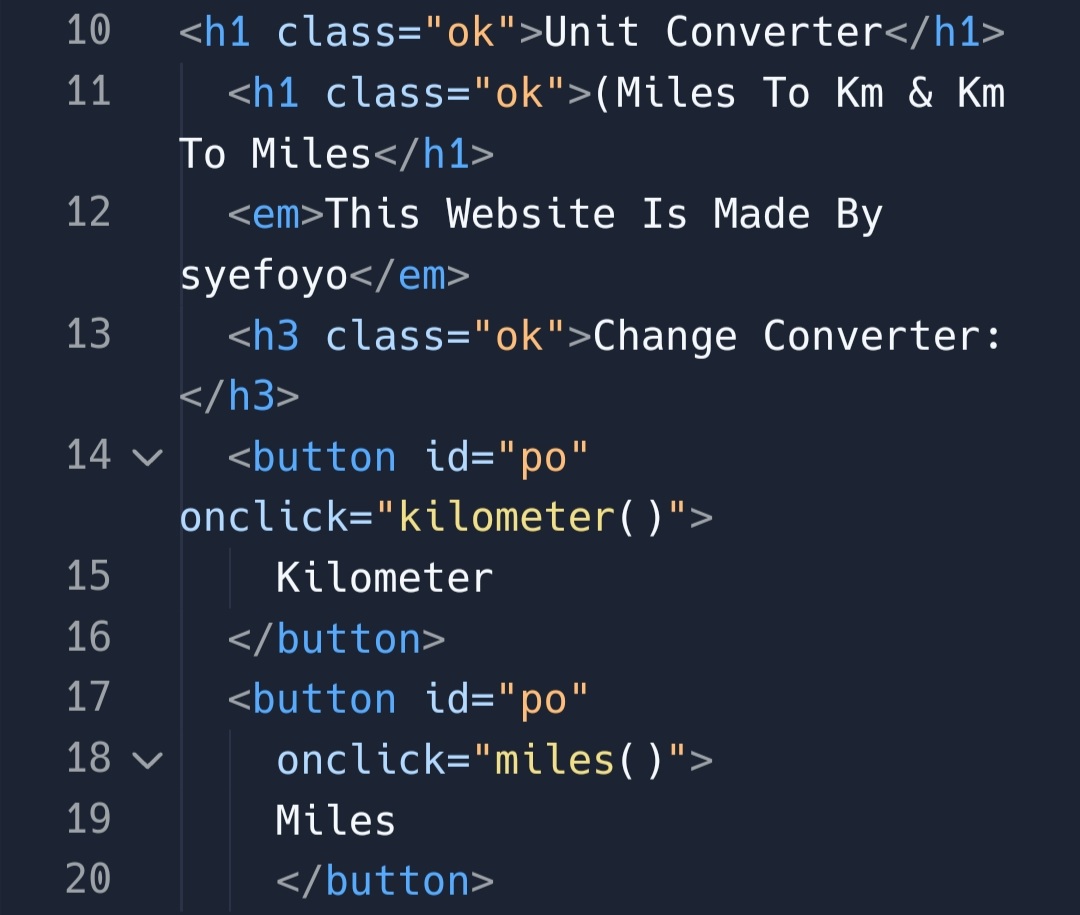 10 <h1 class="ok">Unit Converter</h1>
11 <h1 class="ok">(Miles To Km & Km
To Miles</h1>
12 <em>This Website Is Made By
syefoyo</em>
13 <h3 class="ok">Change Converter:
</h3>
14 <button id="po"
onclick="kilometer()">
15 Kilometer
16 </button>
17 <button id="po"
18 onclick="miles()">
19 Miles
20 </button>